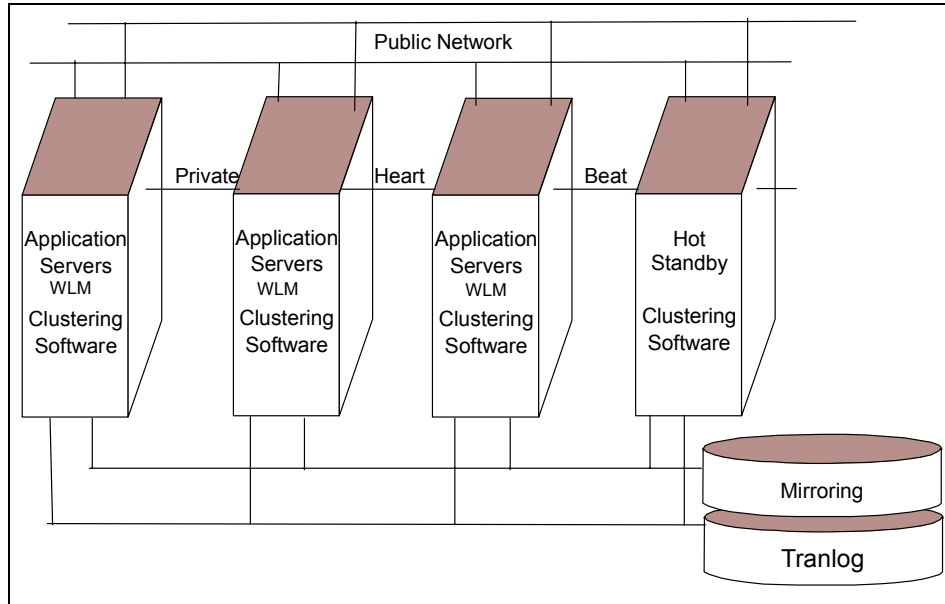 Public Network
Private
Heart
Beat
Application
Servers
WLM
Clustering
Software
Application
Servers
WLM
Clustering
Software
Application
Servers
WLM
Clustering
Software
Hot
Standby
Clustering
Software
Mirroring
Tranlog